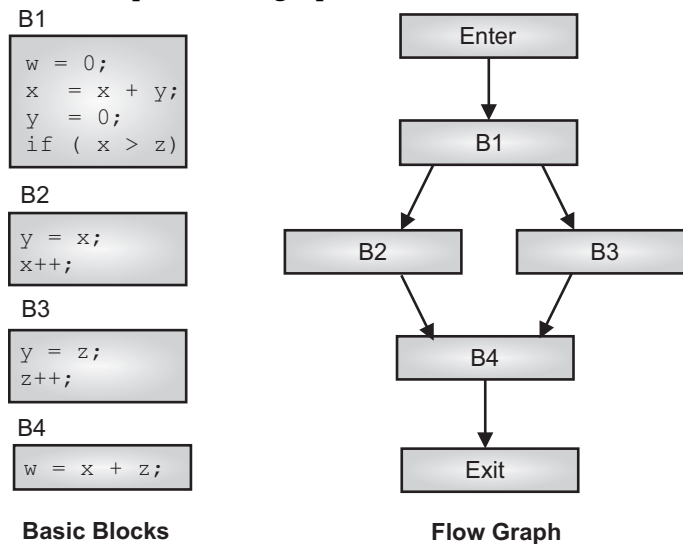 B1
w = 0;
x = x + y;
y = 0;
if ( x > z)
B2
y = x;
x++;
B3
y = z;
z++;
B4
w = x + z;
Basic Blocks
Enter
B1
B2 B3
B4
Exit
Flow Graph